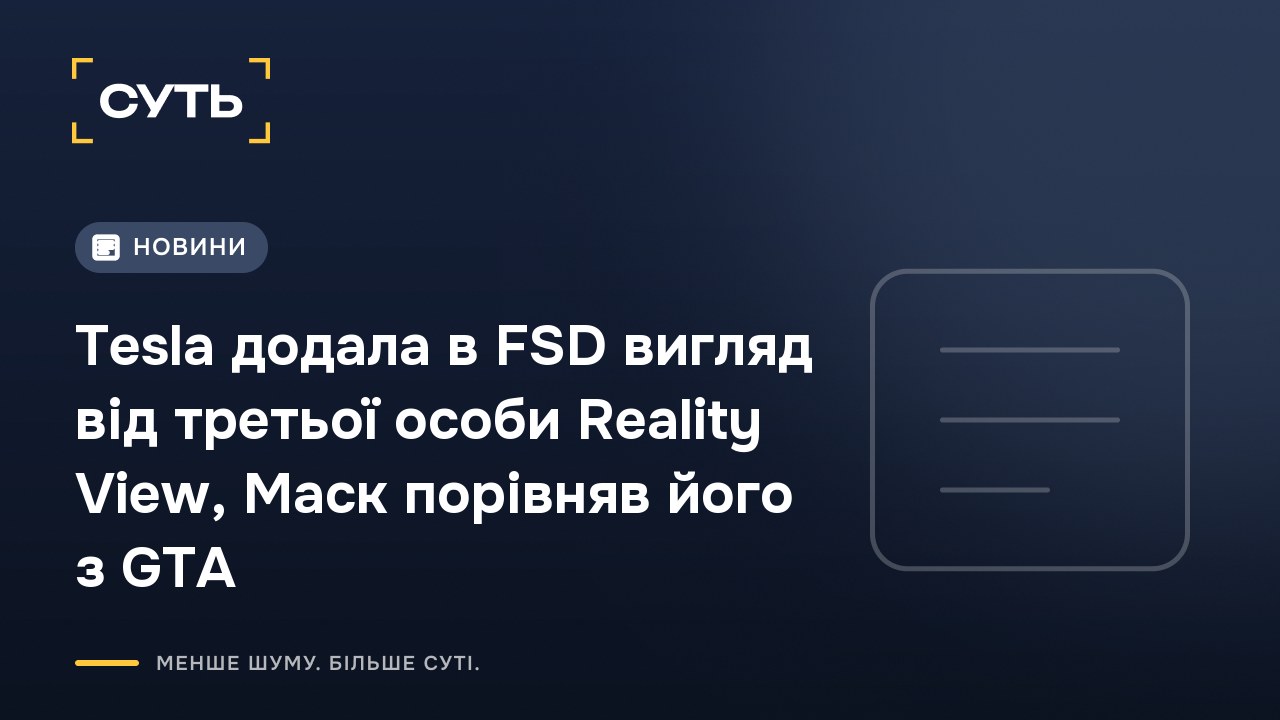 СУТЬ
НОВИНИ
Tesla додала в FSD вигляд
від третьої особи Reality
View, Маск порівняв його
з GTA
МЕНШЕ ШУМУ. БІЛЬШЕ СУТІ.